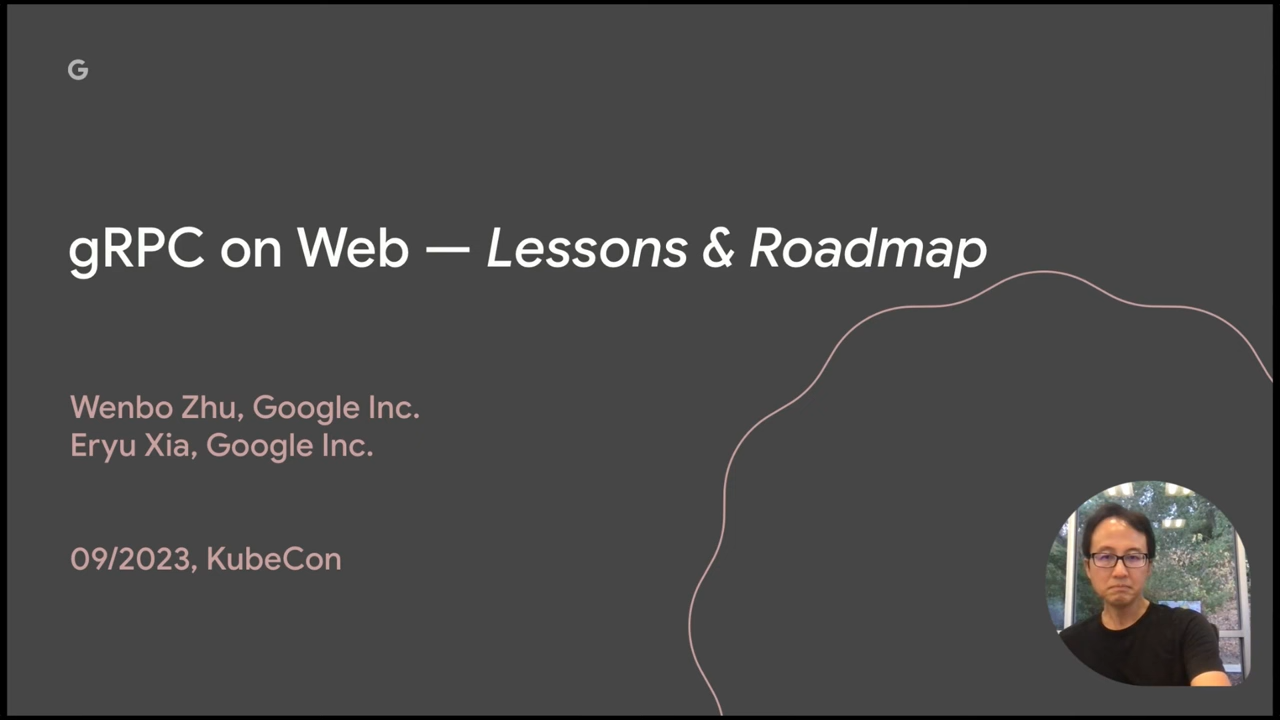 G
gRPC on Web — Lessons & Roadmap
Wenbo Zhu, Google Inc.
Eryu Xia, Google Inc.
09/2023, KubeCon